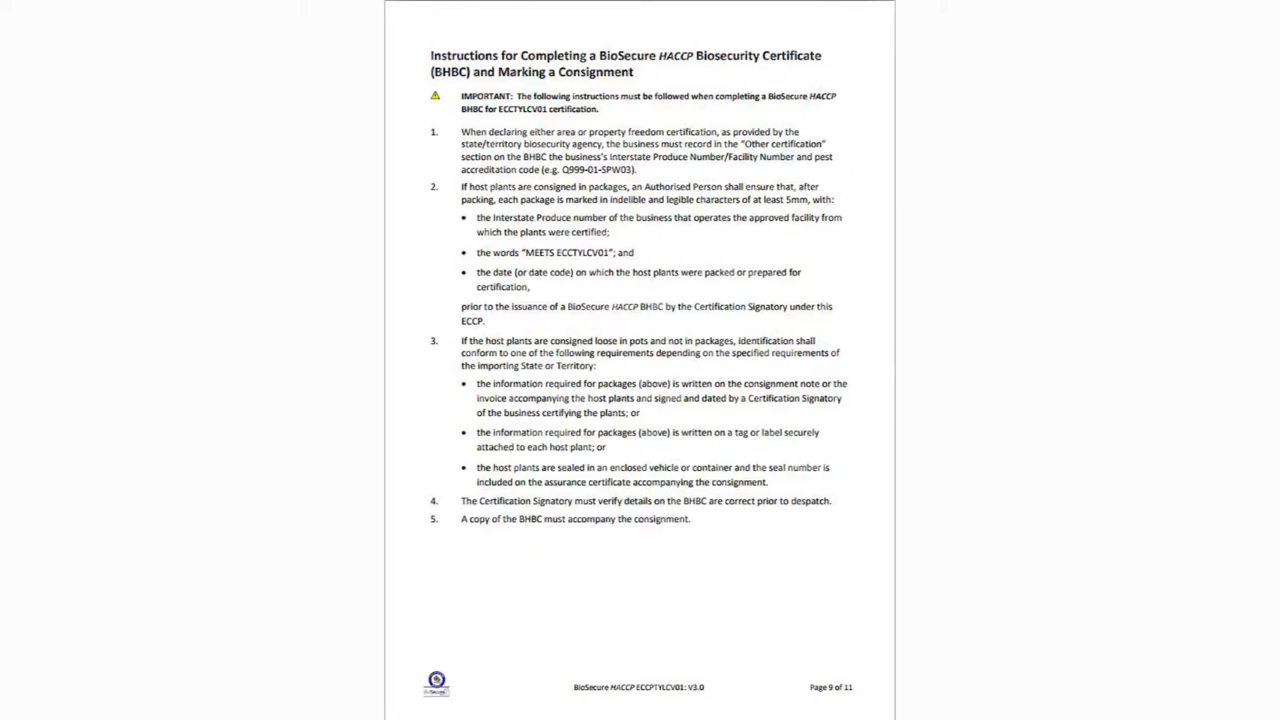 Instructions for Completing a BioSecure HACCP Biosecurity Certificate
(BHBC) and Marking a Consignment
IMPORTANT: The following instructions must be followed when completing a BioSecure HACCP
BHBC for ECCTYLCV01 certification.
1. When declaring either area or property freedom certification, as provided by the
state/territory biosecurity agency, the business must record in the “Other certification”
section on the BHBC the business’s Interstate Produce Number/Facility Number and pest
accreditation code (e.g. Q999-01-SPW03).
2. If host plants are consigned in packages, an Authorised Person shall ensure that, after
packing, each package is marked in indelible and legible characters of at least 5mm, with:
• the Interstate Produce number of the business that operates the approved facility from
which the plants were certified;
• the words “MEETS ECCTYLCV01”; and
• the date (or date code) on which the host plants were packed or prepared for
certification,
prior to the issuance of a BioSecure HACCP BHBC by the Certification Signatory under this
ECCP.
3. If the host plants are consigned loose in pots and not in packages, identification shall
conform to one of the following requirements depending on the specified requirements of
the importing State or Territory:
• the information required for packages (above) is written on the consignment note or the
invoice accompanying the host plants and signed and dated by a Certification Signatory
of the business certifying the plants; or
• the information required for packages (above) is written on a tag or label securely
attached to each host plant; or
• the host plants are sealed in an enclosed vehicle or container and the seal number is
included on the assurance certificate accompanying the consignment.
4. The Certification Signatory must verify details on the BHBC are correct prior to despatch.
5. A copy of the BHBC must accompany the consignment.
BioSecure
BioSecure HACCP ECCPTYLCV01: V3.0
Page 9 of 11